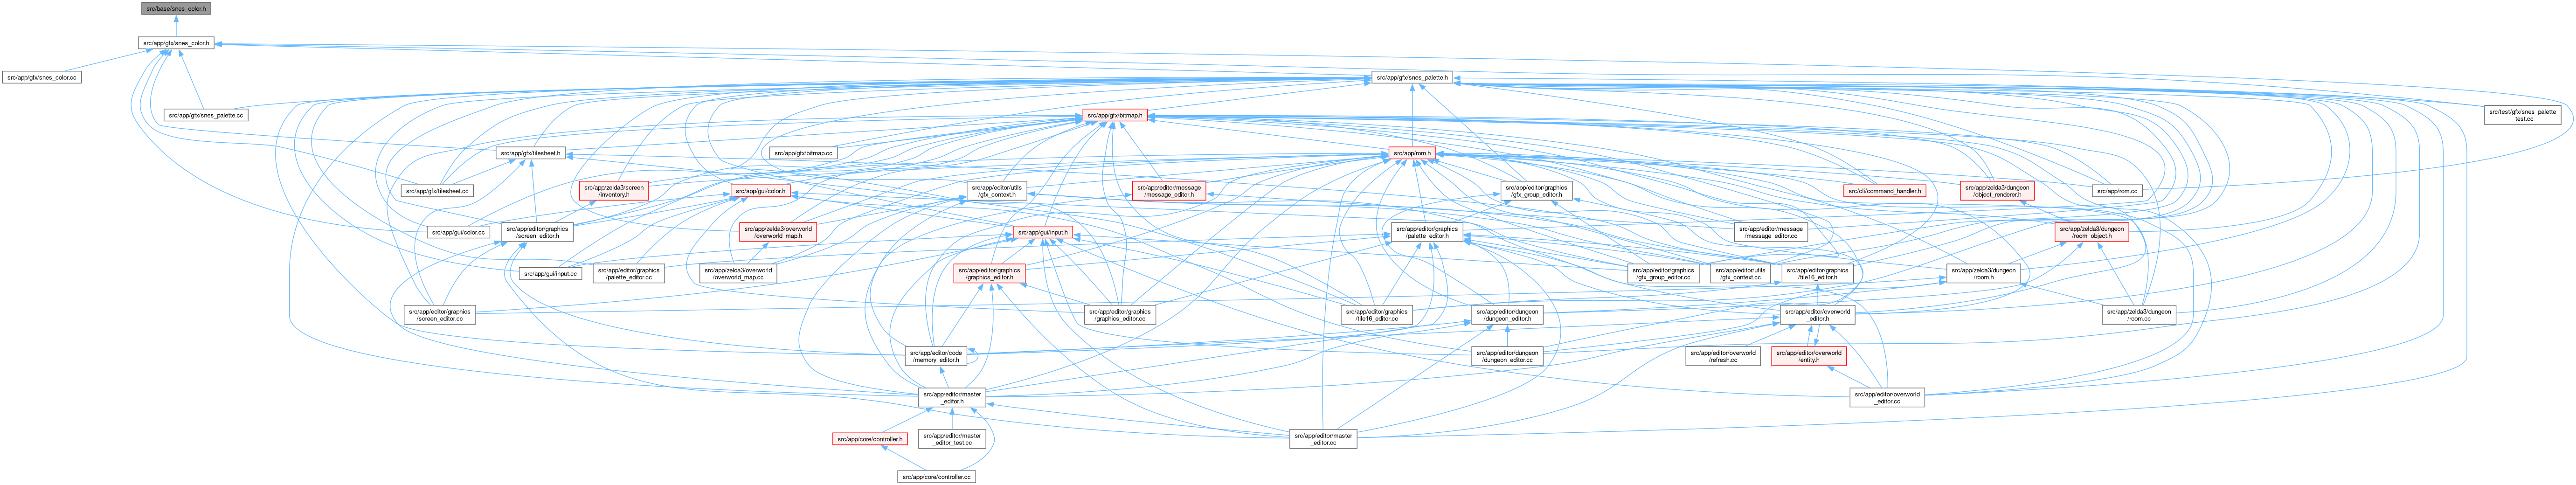 src/base/snes_color.h
src/app/gfx/snes_color.h
src/app/gfx/snes_color.cc
src/app/gfx/snes_palette.h
src/app/gfx/snes_palette.cc
src/app/gfx/bitmap.h
src/test/gfx/snes_palette
_test.cc
src/app/gfx/tilesheet.h
src/app/gfx/bitmap.cc
src/app/rom.h
src/app/gfx/tilesheet.cc
src/app/zelda3/screen
/inventory.h
src/app/gui/color.h
src/app/editor/utils
/gfx_context.h
src/app/editor/message
/message_editor.h
src/app/editor/graphics
/gfx_group_editor.h
src/cli/command_handler.h
src/app/zelda3/dungeon
/object_renderer.h
src/app/rom.cc
src/app/gui/color.cc
src/app/editor/graphics
/screen_editor.h
src/app/zelda3/overworld
/overworld_map.h
src/app/gui/input.h
src/app/editor/graphics
/palette_editor.h
src/app/editor/message
/message_editor.cc
src/app/zelda3/dungeon
/room_object.h
src/app/gui/input.cc
src/app/editor/graphics
/palette_editor.cc
src/app/zelda3/overworld
/overworld_map.cc
src/app/editor/graphics
/graphics_editor.h
src/app/editor/graphics
/gfx_group_editor.cc
src/app/editor/utils
/gfx_context.cc
src/app/editor/graphics
/tile16_editor.h
src/app/zelda3/dungeon
/room.h
src/app/editor/graphics
/screen_editor.cc
src/app/editor/graphics
/graphics_editor.cc
src/app/editor/graphics
/tile16_editor.cc
src/app/editor/dungeon
/dungeon_editor.h
src/app/editor/overworld
_editor.h
src/app/zelda3/dungeon
/room.cc
src/app/editor/code
/memory_editor.h
src/app/editor/dungeon
/dungeon_editor.cc
src/app/editor/overworld
/refresh.cc
src/app/editor/overworld
/entity.h
src/app/editor/master
_editor.h
src/app/editor/overworld
_editor.cc
src/app/core/controller.h
src/app/editor/master
_editor_test.cc
src/app/editor/master
_editor.cc
src/app/core/controller.cc